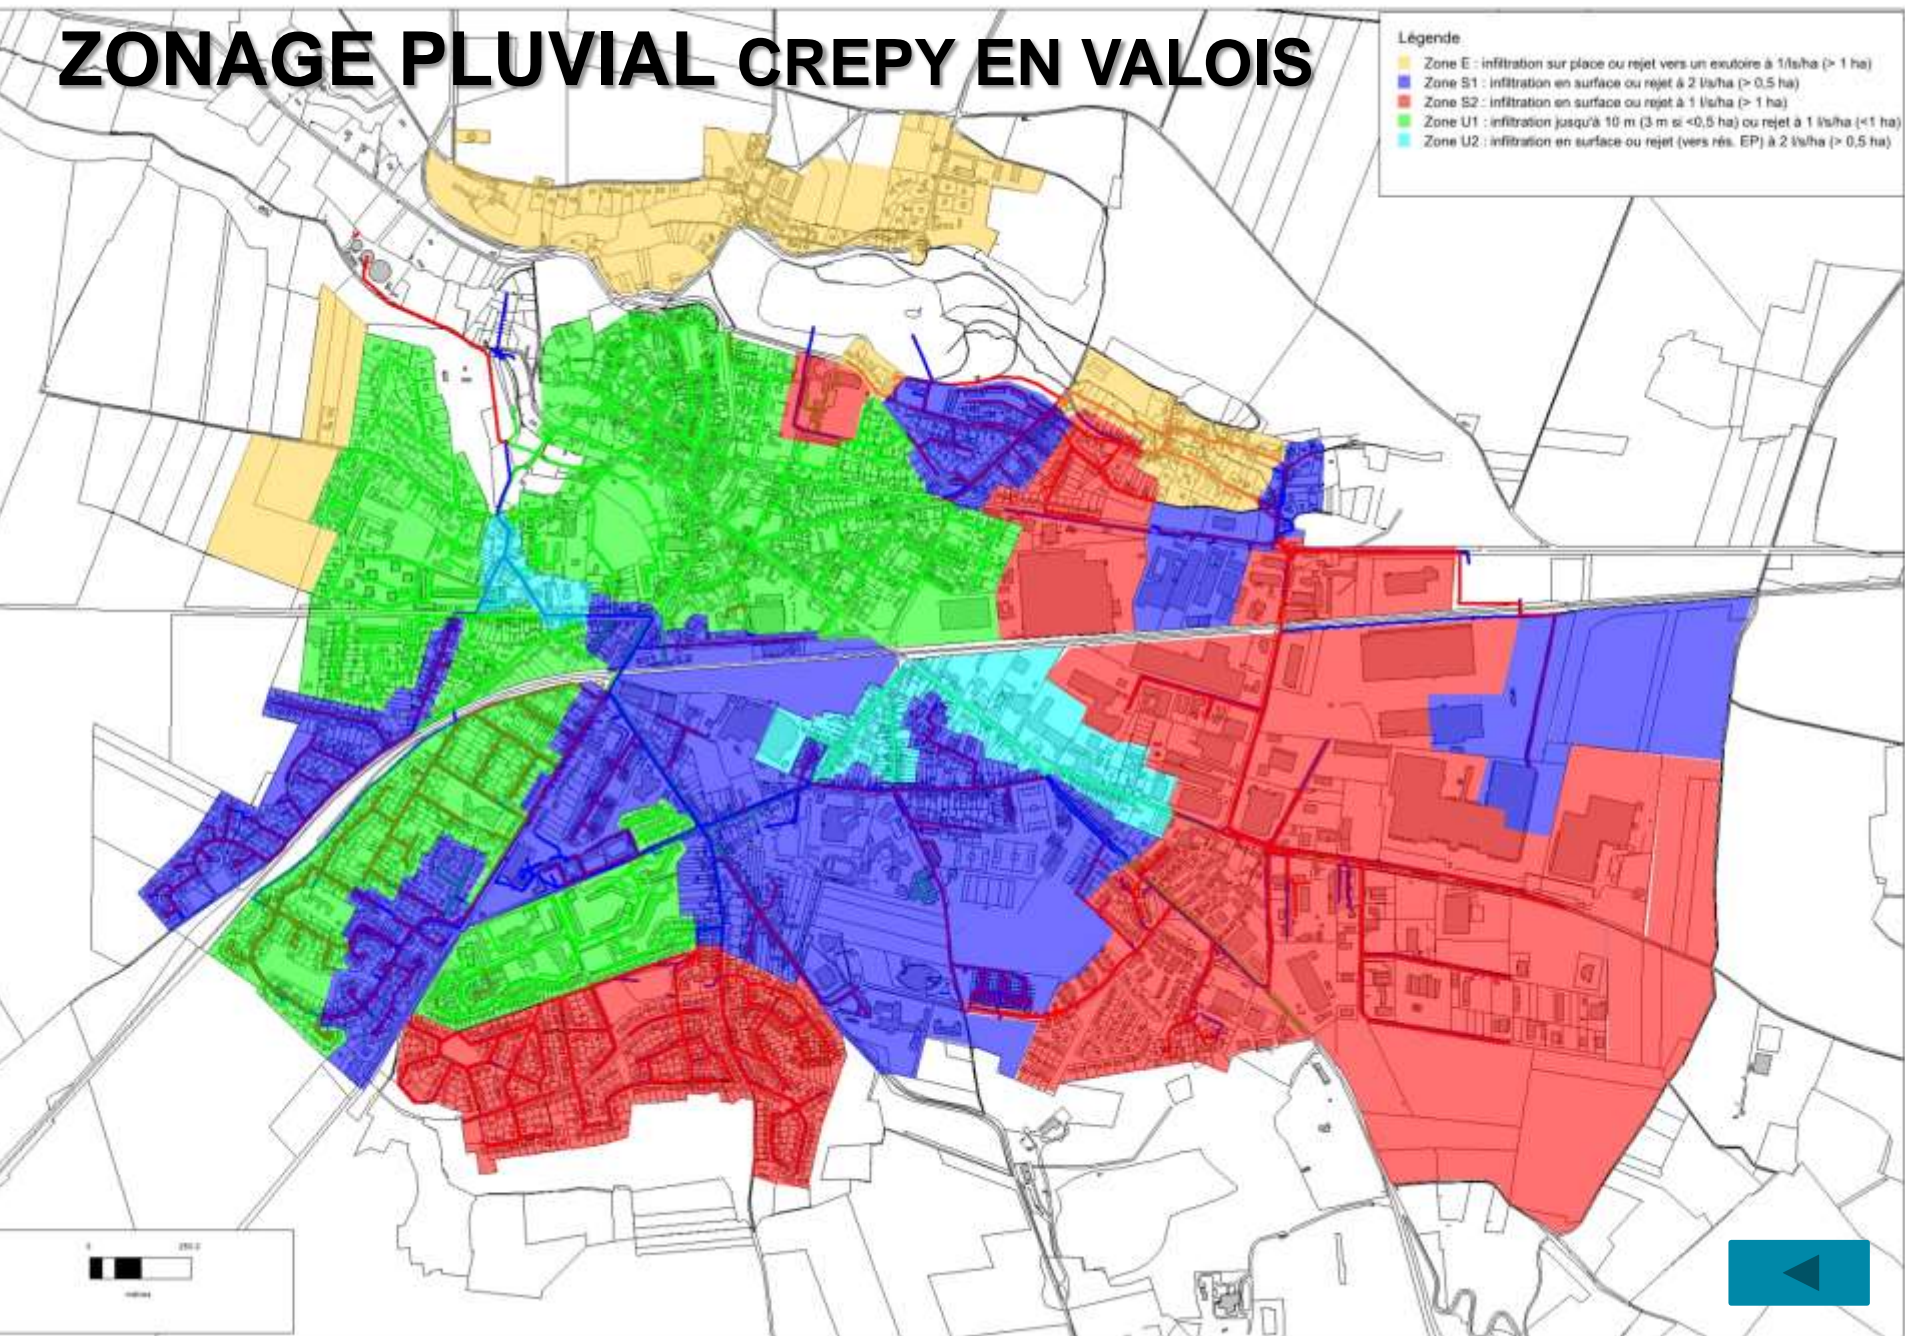 ZONAGE PLUVIAL CREPY EN VALOIS
Légende
Zone E : infiltration sur place ou rejet vers un exutoire à 1/ls/ha (> 1 ha)
Zone S1 : infiltration en surface ou rejet à 2 l/s/ha (> 0,5 ha)
Zone S2 : infiltration en surface ou rejet à 1 l/s/ha (> 1 ha)
Zone U1 : infiltration jusqu'à 10 m (3 m si <0,5 ha) ou rejet à 1 l/s/ha (<1 ha)
Zone U2 : infiltration en surface ou rejet (vers rés. EP) à 2 l/s/ha (> 0,5 ha)
0
mètres